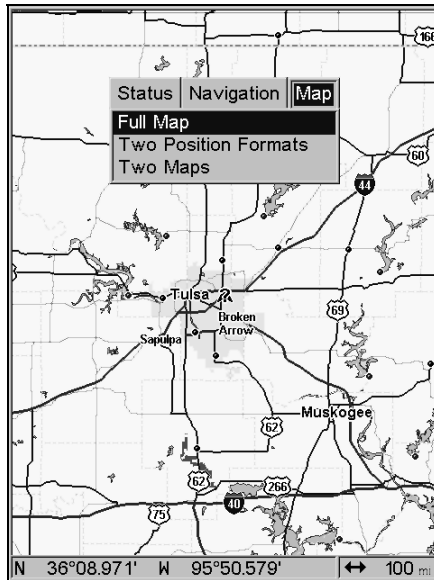 166
Status Navigation Map
Full Map
Two Position Formats
Two Maps
60
44
Tulsa
69
Broken
Arrow
Sapulpa
Muskogee
62
62
266
40
75
N 36°08.971' W 95°50.579' ↔ 100 mi